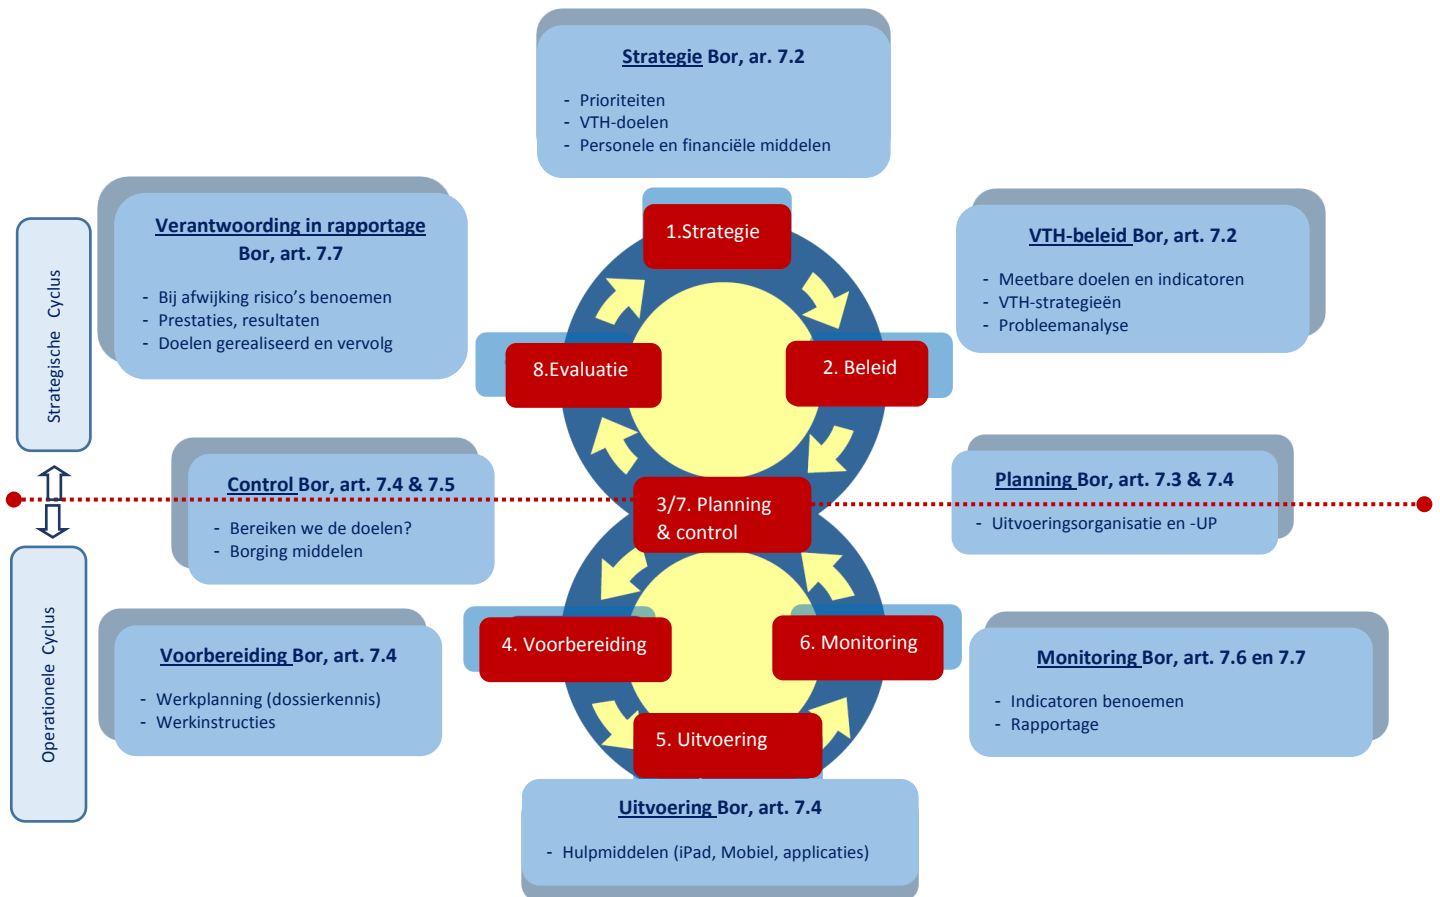 Strategie Bor, ar. 7.2
- Prioriteiten
- VTH-doelen
- Personele en financiële middelen
Verantwoording in rapportage
Bor, art. 7.7
- Bij afwijking risico's benoemen
- Prestaties, resultaten
- Doelen gerealiseerd en vervolg
1.Strategie
VTH-beleid Bor, art. 7.2
- Meetbare doelen en indicatoren
- VTH-strategieën
- Probleemanalyse
Strategische Cyclus
8.Evaluatie
2. Beleid
Control Bor, art. 7.4 & 7.5
- Bereiken we de doelen?
- Borging middelen
3/7. Planning
& control
Planning Bor, art. 7.3 & 7.4
- Uitvoeringsorganisatie en -UP
Operationele Cyclus
Voorbereiding Bor, art. 7.4
- Werkplanning (dossierkennis)
- Werkinstructies
4. Voorbereiding
6. Monitoring
Monitoring Bor, art. 7.6 en 7.7
- Indicatoren benoemen
- Rapportage
5. Uitvoering
Uitvoering Bor, art. 7.4
- Hulpmiddelen (iPad, Mobiel, applicaties)